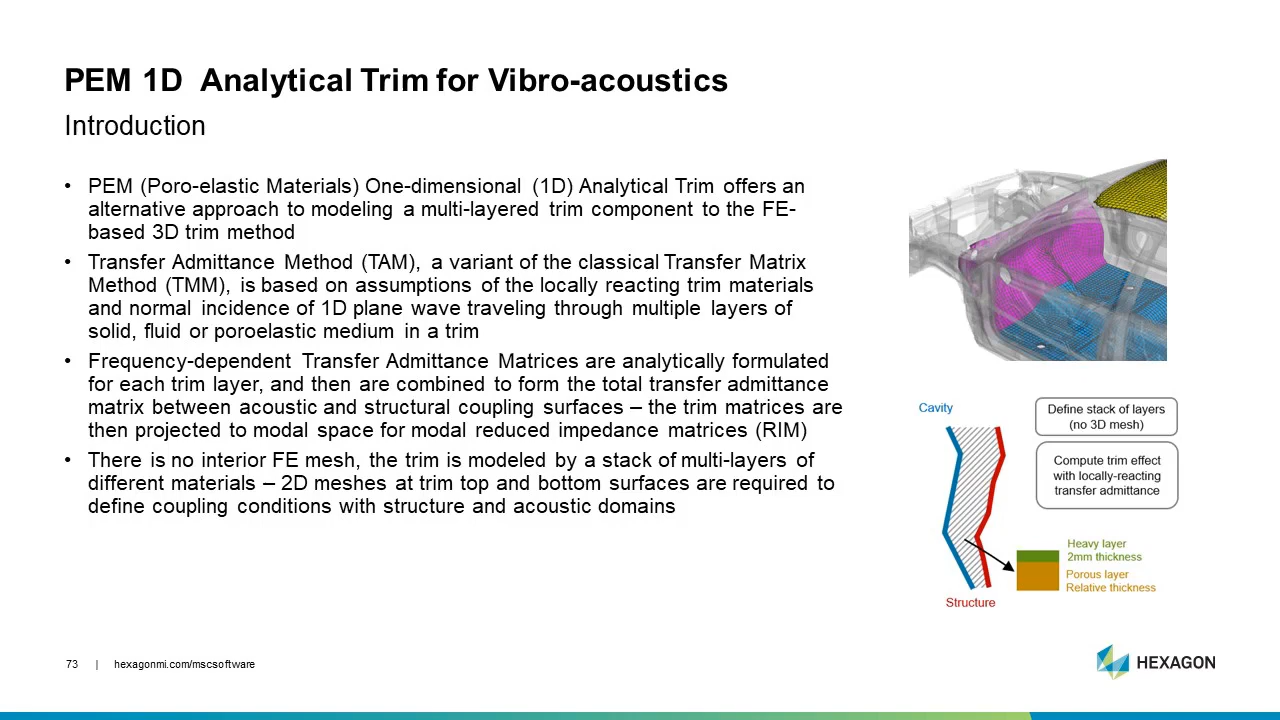 PEM 1D Analytical Trim for Vibro-acoustics
Introduction
• PEM (Poro-elastic Materials) One-dimensional (1D) Analytical Trim offers an
alternative approach to modeling a multi-layered trim component to the FE-
based 3D trim method
• Transfer Admittance Method (TAM), a variant of the classical Transfer Matrix
Method (TMM), is based on assumptions of the locally reacting trim materials
and normal incidence of 1D plane wave traveling through multiple layers of
solid, fluid or poroelastic medium in a trim
• Frequency-dependent Transfer Admittance Matrices are analytically formulated
for each trim layer, and then are combined to form the total transfer admittance
matrix between acoustic and structural coupling surfaces – the trim matrices are
then projected to modal space for modal reduced impedance matrices (RIM)
• There is no interior FE mesh, the trim is modeled by a stack of multi-layers of
different materials – 2D meshes at trim top and bottom surfaces are required to
define coupling conditions with structure and acoustic domains
Cavity
Define stack of layers
(no 3D mesh)
Compute trim effect
with locally-reacting
transfer admittance
Heavy layer
2mm thickness
Porous layer
Relative thickness
Structure
73 | hexagonmi.com/mscsoftware
HEXAGON